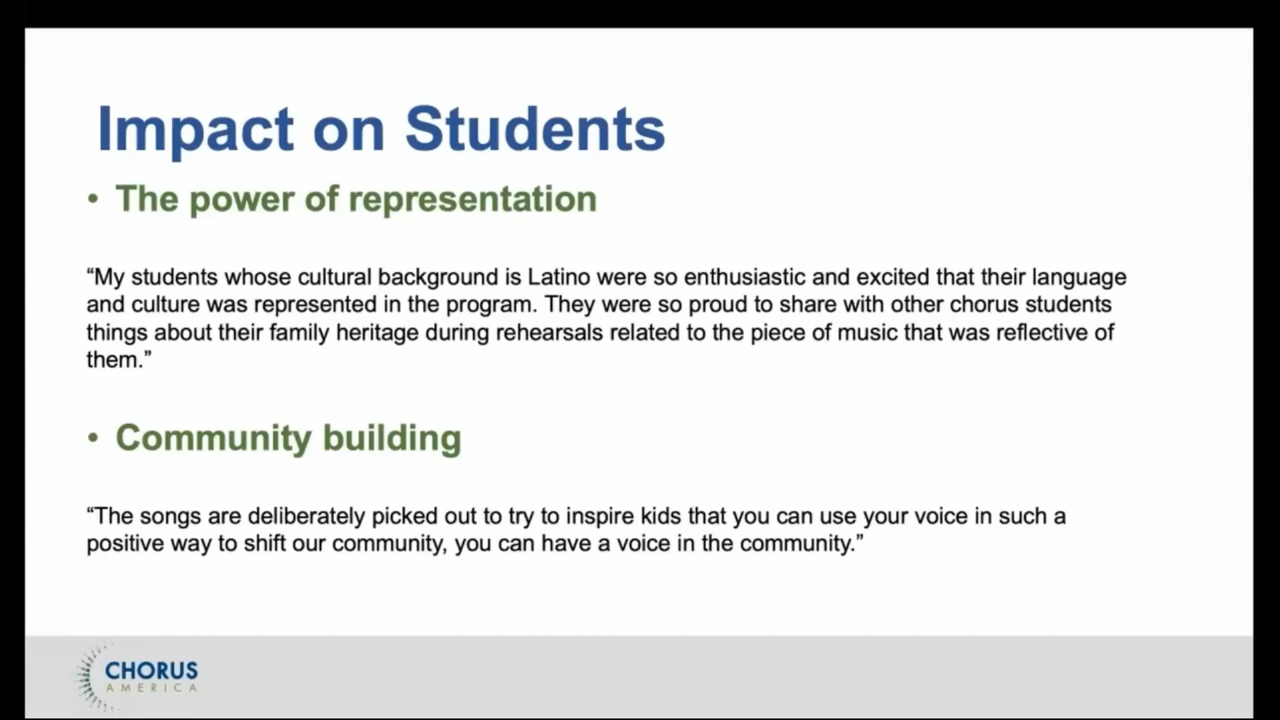 Impact on Students
• The power of representation
“My students whose cultural background is Latino were so enthusiastic and excited that their language
and culture was represented in the program. They were so proud to share with other chorus students
things about their family heritage during rehearsals related to the piece of music that was reflective of
them.”
• Community building
“The songs are deliberately picked out to try to inspire kids that you can use your voice in such a
positive way to shift our community, you can have a voice in the community.”
CHORUS
AMERICA